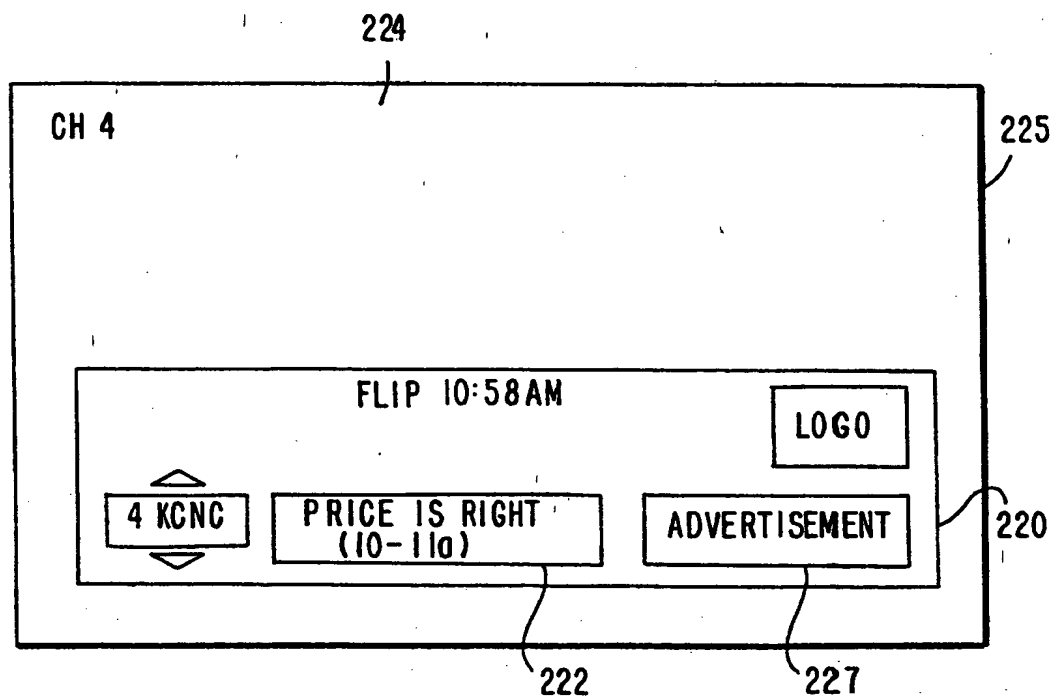 224
CH 4
225
FLIP 10:58AM
LOGO
4 KCNC
PRICE IS RIGHT
(10-11a)
ADVERTISEMENT
220
222
227